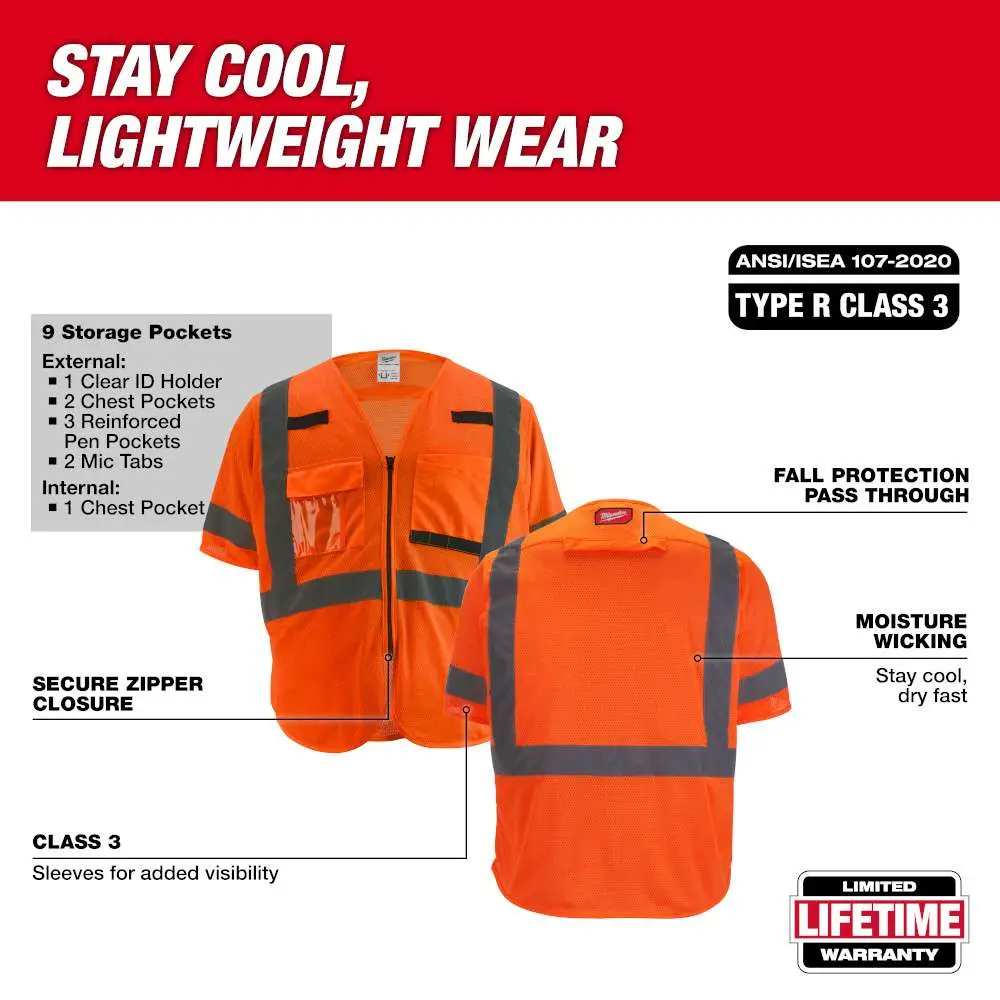 STAY COOL,
LIGHTWEIGHT WEAR
ANSI/ISEA 107-2020
TYPE R CLASS 3
9 Storage Pockets
External:
▪ 1 Clear ID Holder
▪ 2 Chest Pockets
▪ 3 Reinforced
Pen Pockets
▪ 2 Mic Tabs
Internal:
▪ 1 Chest Pocket
FALL PROTECTION
PASS THROUGH
Milwaukee
MOISTURE
WICKING
Stay cool,
dry fast
SECURE ZIPPER
CLOSURE
CLASS 3
Sleeves for added visibility
LIMITED
LIFETIME
WARRANTY